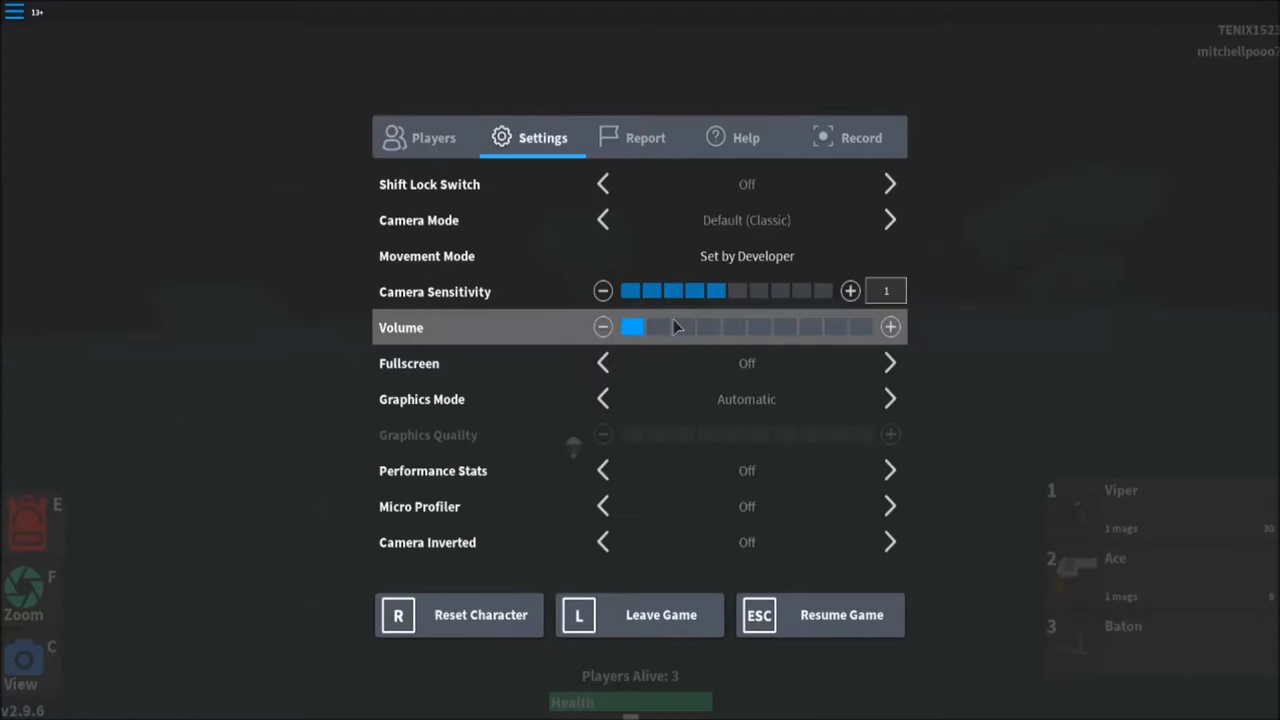 13+
TENIX152
mitchellpooo7
Players
Settings
Report
Help
Record
Shift Lock Switch
Off
Camera Mode
Default (Classic)
Movement Mode
Set by Developer
Camera Sensitivity
1
Volume
Fullscreen
Off
Graphics Mode
Automatic
Graphics Quality
Performance Stats
Off
Micro Profiler
Off
Camera Inverted
Off
R Reset Character
L Leave Game
ESC Resume Game
E
F
Zoom
C
View
v2.9.6
Players Alive: 3
Health
1 Viper
1 mags 30
2 Ace
1 mags 8
3 Baton